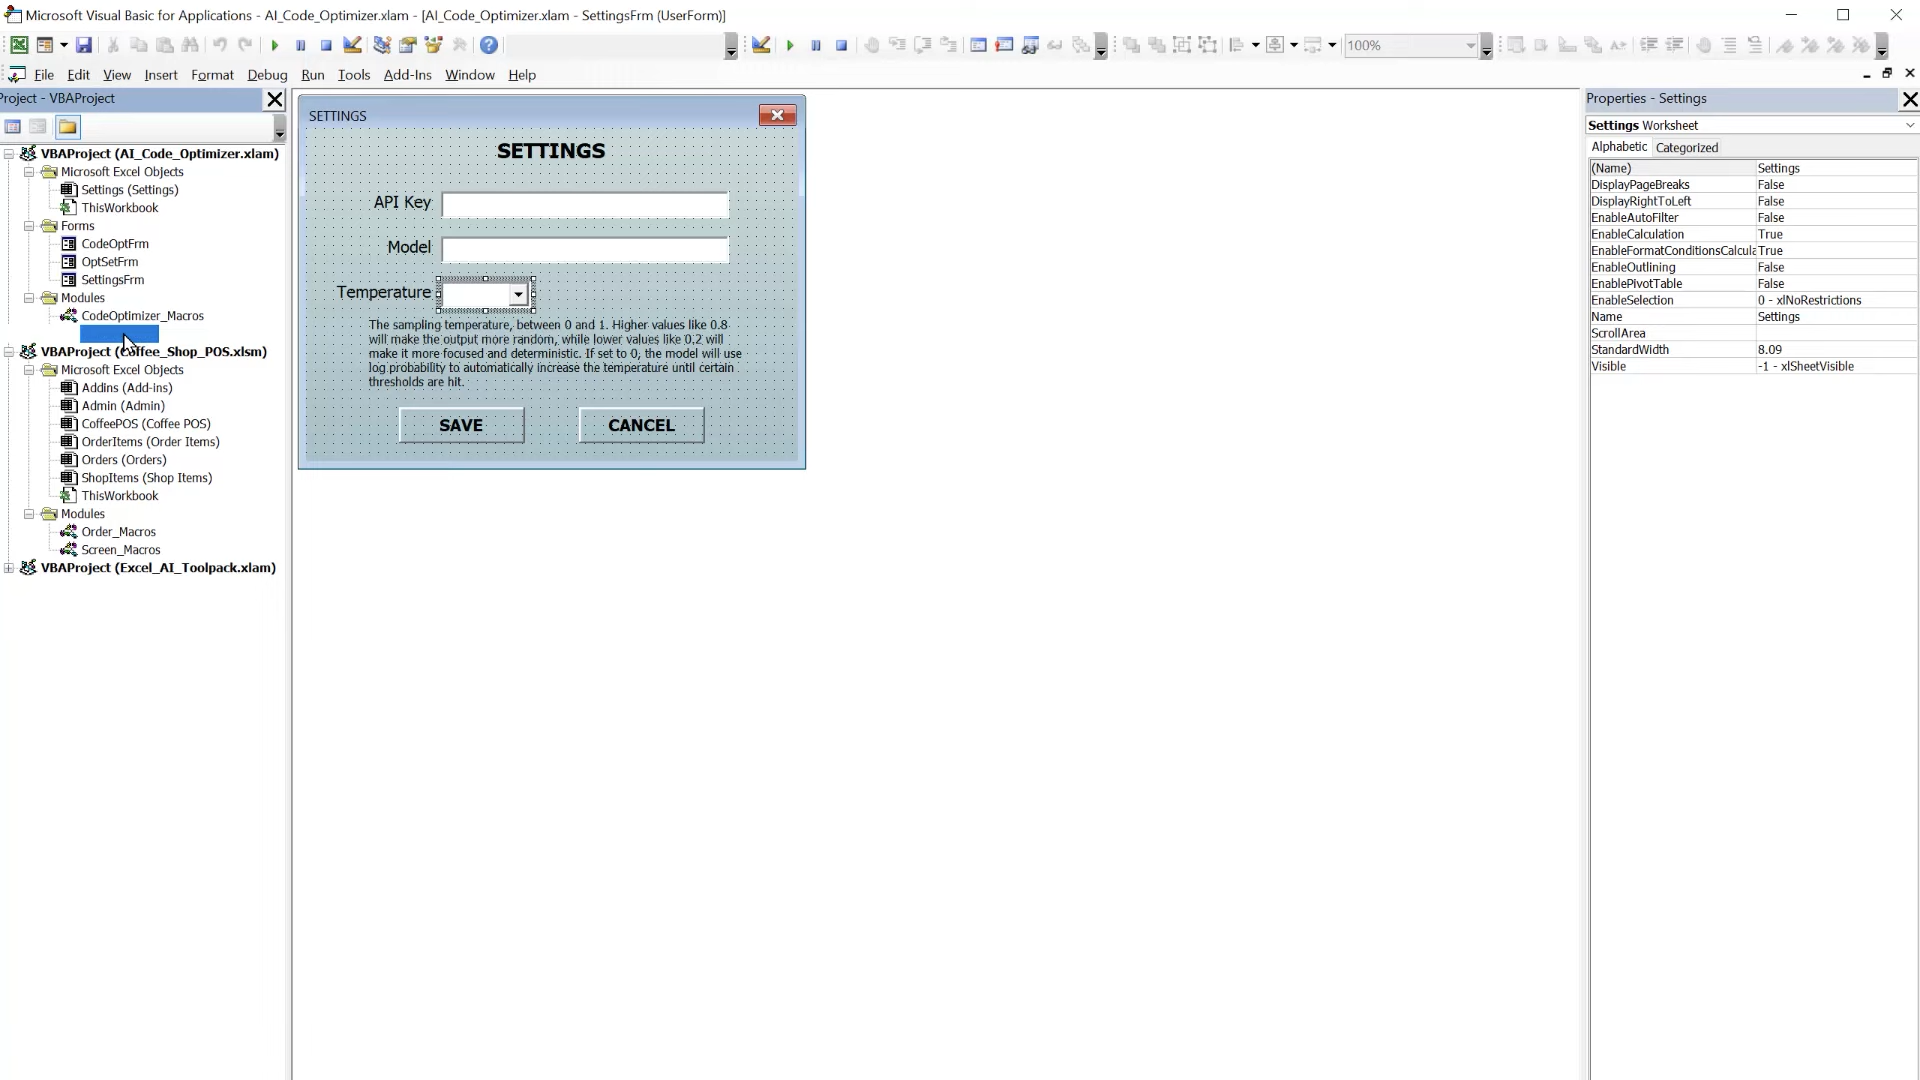 Microsoft Visual Basic for Applications - AI_Code_Optimizer.xlam - [AI_Code_Optimizer.xlam - SettingsFrm (UserForm)]
100%
File Edit View Insert Format Debug Run Tools Add-Ins Window Help
Project - VBAProject
VBAProject (AI_Code_Optimizer.xlam)
Microsoft Excel Objects
Settings (Settings)
ThisWorkbook
Forms
CodeOptFrm
OptSetFrm
SettingsFrm
Modules
CodeOptimizer_Macros
VBAProject (Coffee_Shop_POS.xlsm)
Microsoft Excel Objects
Addins (Add-ins)
Admin (Admin)
CoffeePOS (Coffee POS)
OrderItems (Order Items)
Orders (Orders)
ShopItems (Shop Items)
ThisWorkbook
Modules
Order_Macros
Screen_Macros
VBAProject (Excel_AI_Toolpack.xlam)
SETTINGS
SETTINGS
API Key
Model
Temperature
The sampling temperature, between 0 and 1. Higher values like 0.8
will make the output more random, while lower values like 0.2 will
make it more focused and deterministic. If set to 0, the model will use
log probability to automatically increase the temperature until certain
thresholds are hit.
SAVE CANCEL
Properties - Settings
Settings Worksheet
Alphabetic Categorized
(Name) Settings
DisplayPageBreaks False
DisplayRightToLeft False
EnableAutoFilter False
EnableCalculation True
EnableFormatConditionsCalcula True
EnableOutlining False
EnablePivotTable False
EnableSelection 0 - xlNoRestrictions
Name Settings
ScrollArea
StandardWidth 8.09
Visible -1 - xlSheetVisible